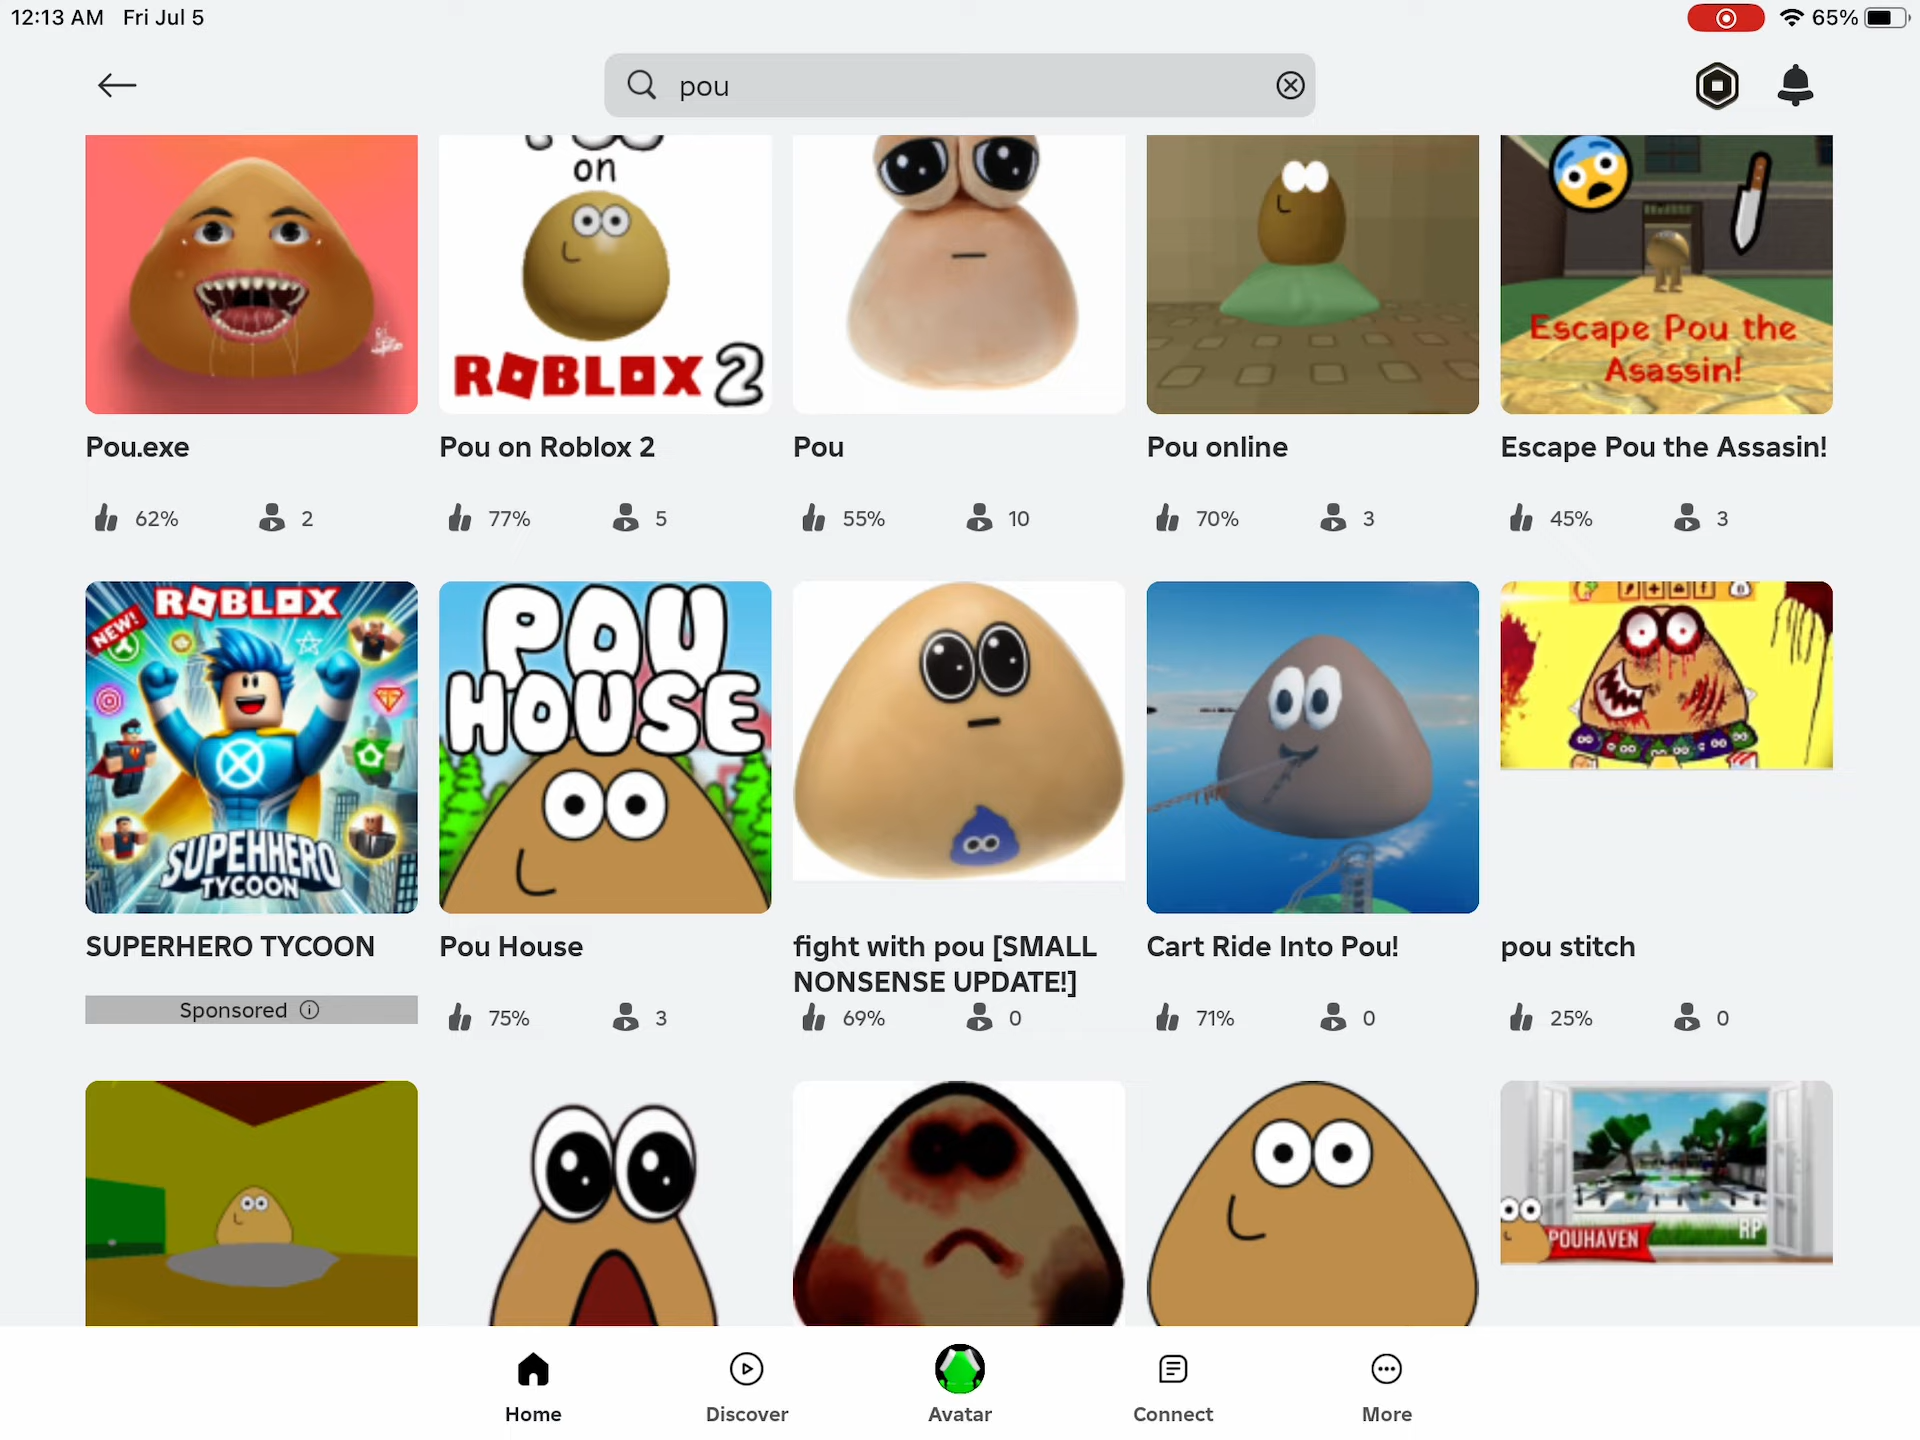 12:13 AM Fri Jul 5
65%
pou
on
ROBLOX 2
Escape Pou the
Asassin!
Pou.exe
Pou on Roblox 2
Pou
Pou online
Escape Pou the Assasin!
62% 2
77% 5
55% 10
70% 3
45% 3
ROBLOX
NEW!
SUPEHHERO
TYCOON
POU
HOUSE
SUPERHERO TYCOON
Pou House
fight with pou [SMALL
NONSENSE UPDATE!]
Cart Ride Into Pou!
pou stitch
Sponsored
75% 3
69% 0
71% 0
25% 0
POUHAVEN
RP
Home
Discover
Avatar
Connect
More